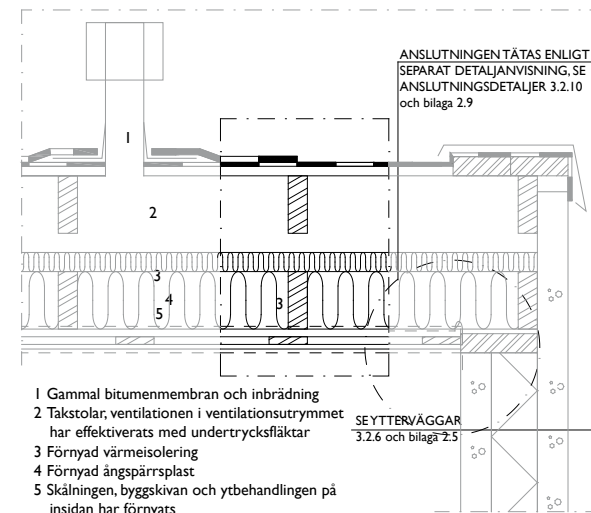 ANSLUTNINGEN TÄTAS ENLIGT
SEPARAT DETALJANVISNING, SE
ANSLUTNINGSDETALJER 3.2.10
och bilaga 2.9
1
2
3
4
5
3
SE YTTERVÄGGAR
3.2.6 och bilaga 2.5
1 Gammal bitumenmembran och inbrädning
2 Takstolar, ventilationen i ventilationsutrymmet
har effektiverats med undertrycksfläktar
3 Förnyad värmeisolering
4 Förnyad ångspärrsplast
5 Skålningen, byggskivan och ytbehandlingen på
insidan har förnyats